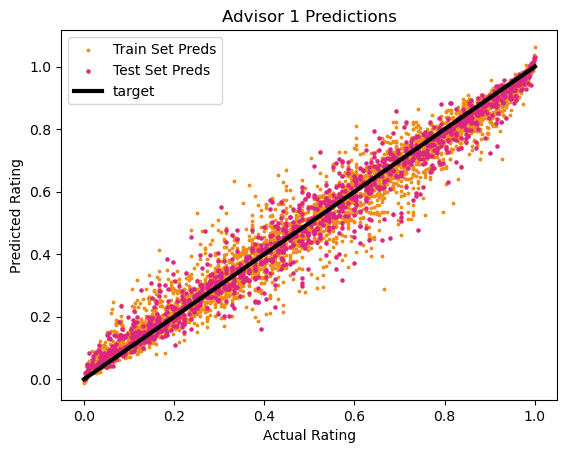 Advisor 1 Predictions
Train Set Preds
Test Set Preds
target
Predicted Rating
1.0
0.8
0.6
0.4
0.2
0.0
0.0 0.2 0.4 0.6 0.8 1.0
Actual Rating